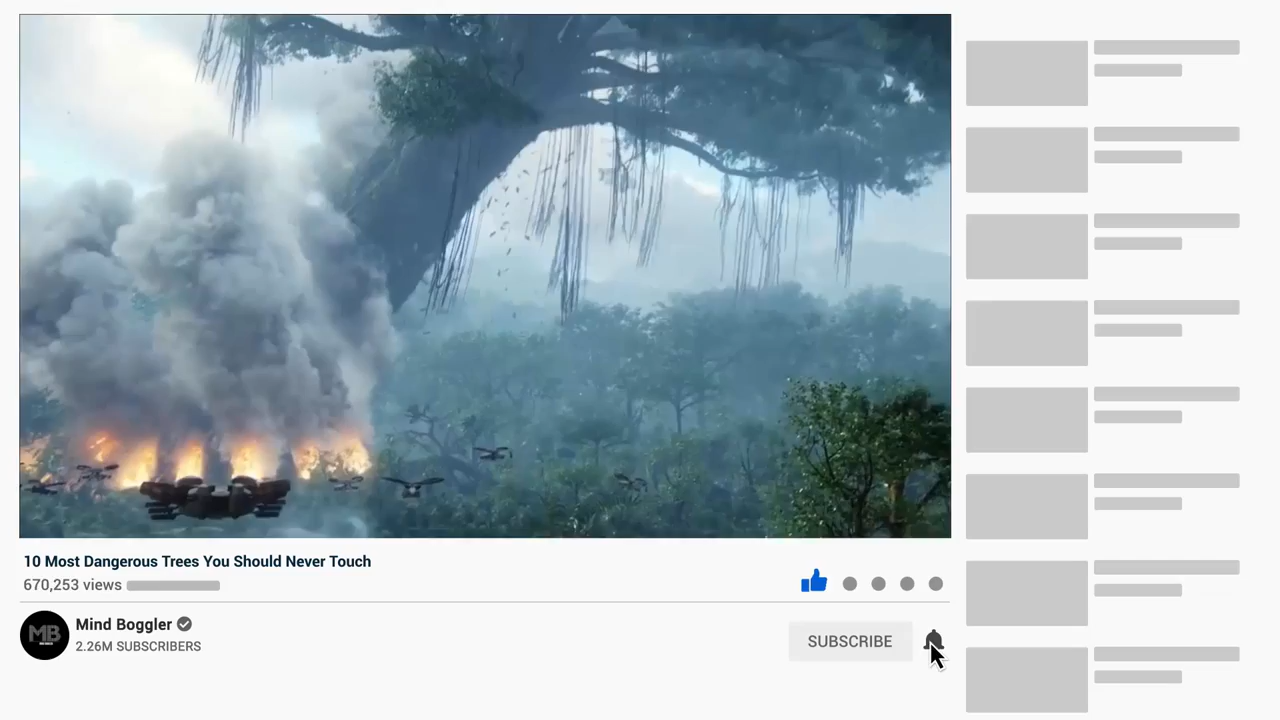 10 Most Dangerous Trees You Should Never Touch
670,253 views
MB
Mind Boggler
2.26M SUBSCRIBERS
SUBSCRIBE